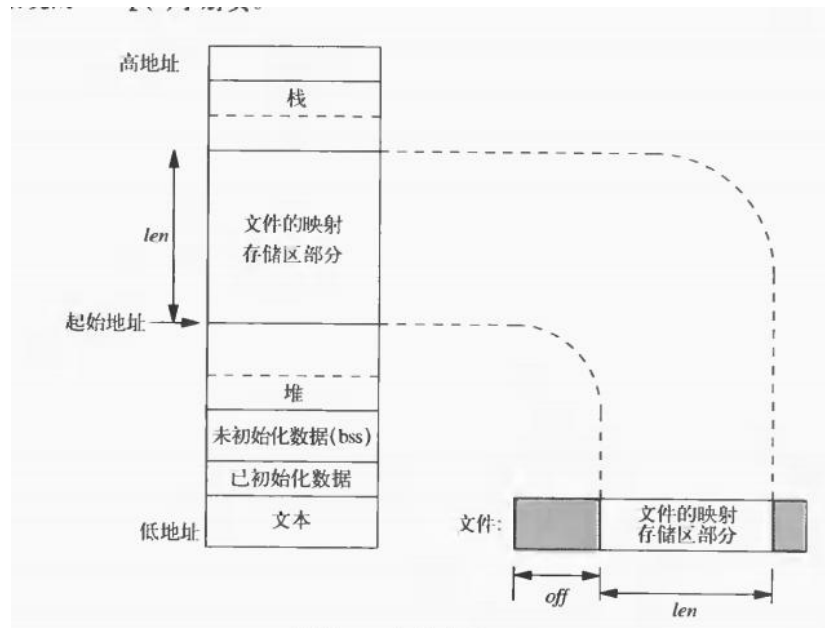 高地址
栈
len
文件的映射
存储区部分
起始地址
堆
未初始化数据(bss)
已初始化数据
文本
低地址
文件:
文件的映射
存储区部分
off
len